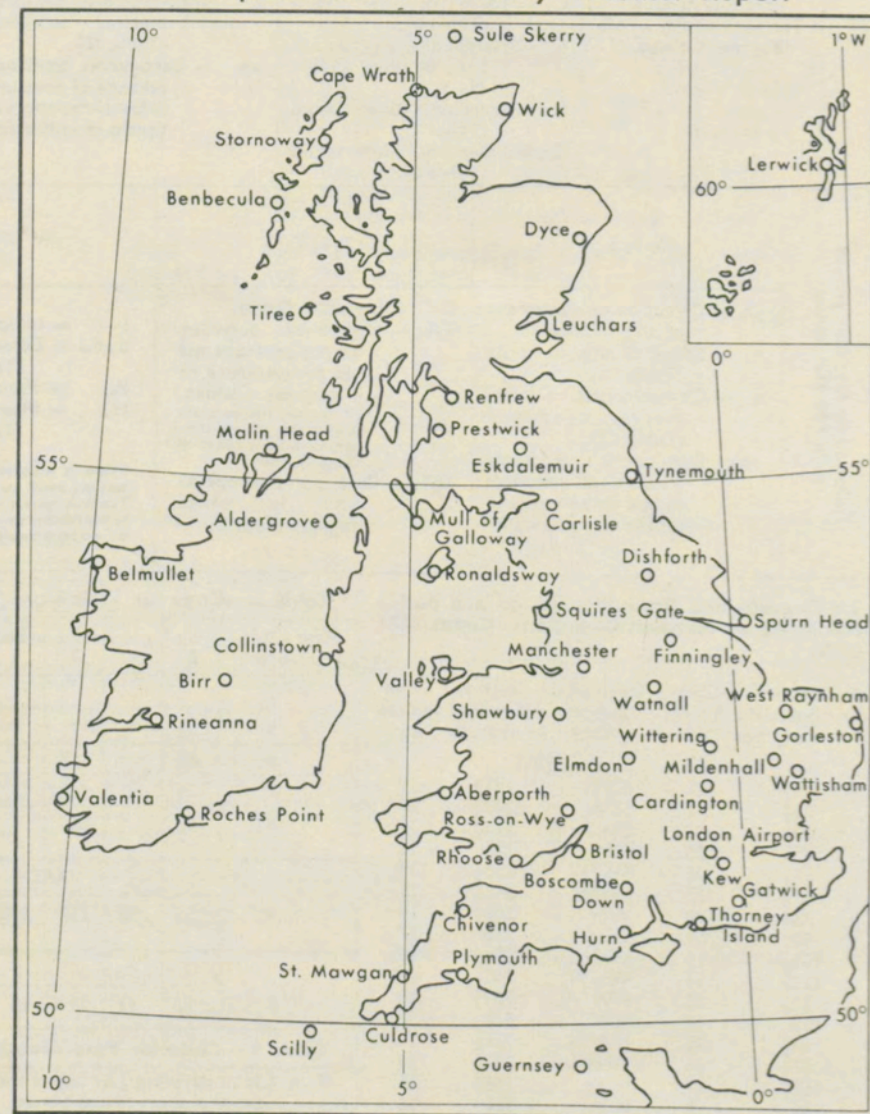 10°
5°
Sule Skerry
1° W
Cape Wrath
Wick
Stornoway
Lerwick
60°
Benbecula
Dyce
Tiree
Leuchars
0°
Renfrew
Malin Head
Prestwick
Eskdalemuir
55°
Tynemouth
55°
Aldergrove
Mull of
Galloway
Carlisle
Belmullet
Ronaldsway
Dishforth
Squires Gate
Spurn Head
Collinstown
Manchester
Finningley
Birr
Valley
Watnall
West Raynham
Rineanna
Shawbury
Wittering
Gorleston
Elmdon
Mildenhall
Wattisham
Valentia
Aberporth
Cardington
Roches Point
Ross-on-Wye
London Airport
Rhoose
Bristol
Kew
Boscombe
Down
Gatwick
Chivenor
Hurn
Thorney
Island
St. Mawgan
Plymouth
50°
50°
Scilly
Culdrose
Guernsey
10°
5°
0°